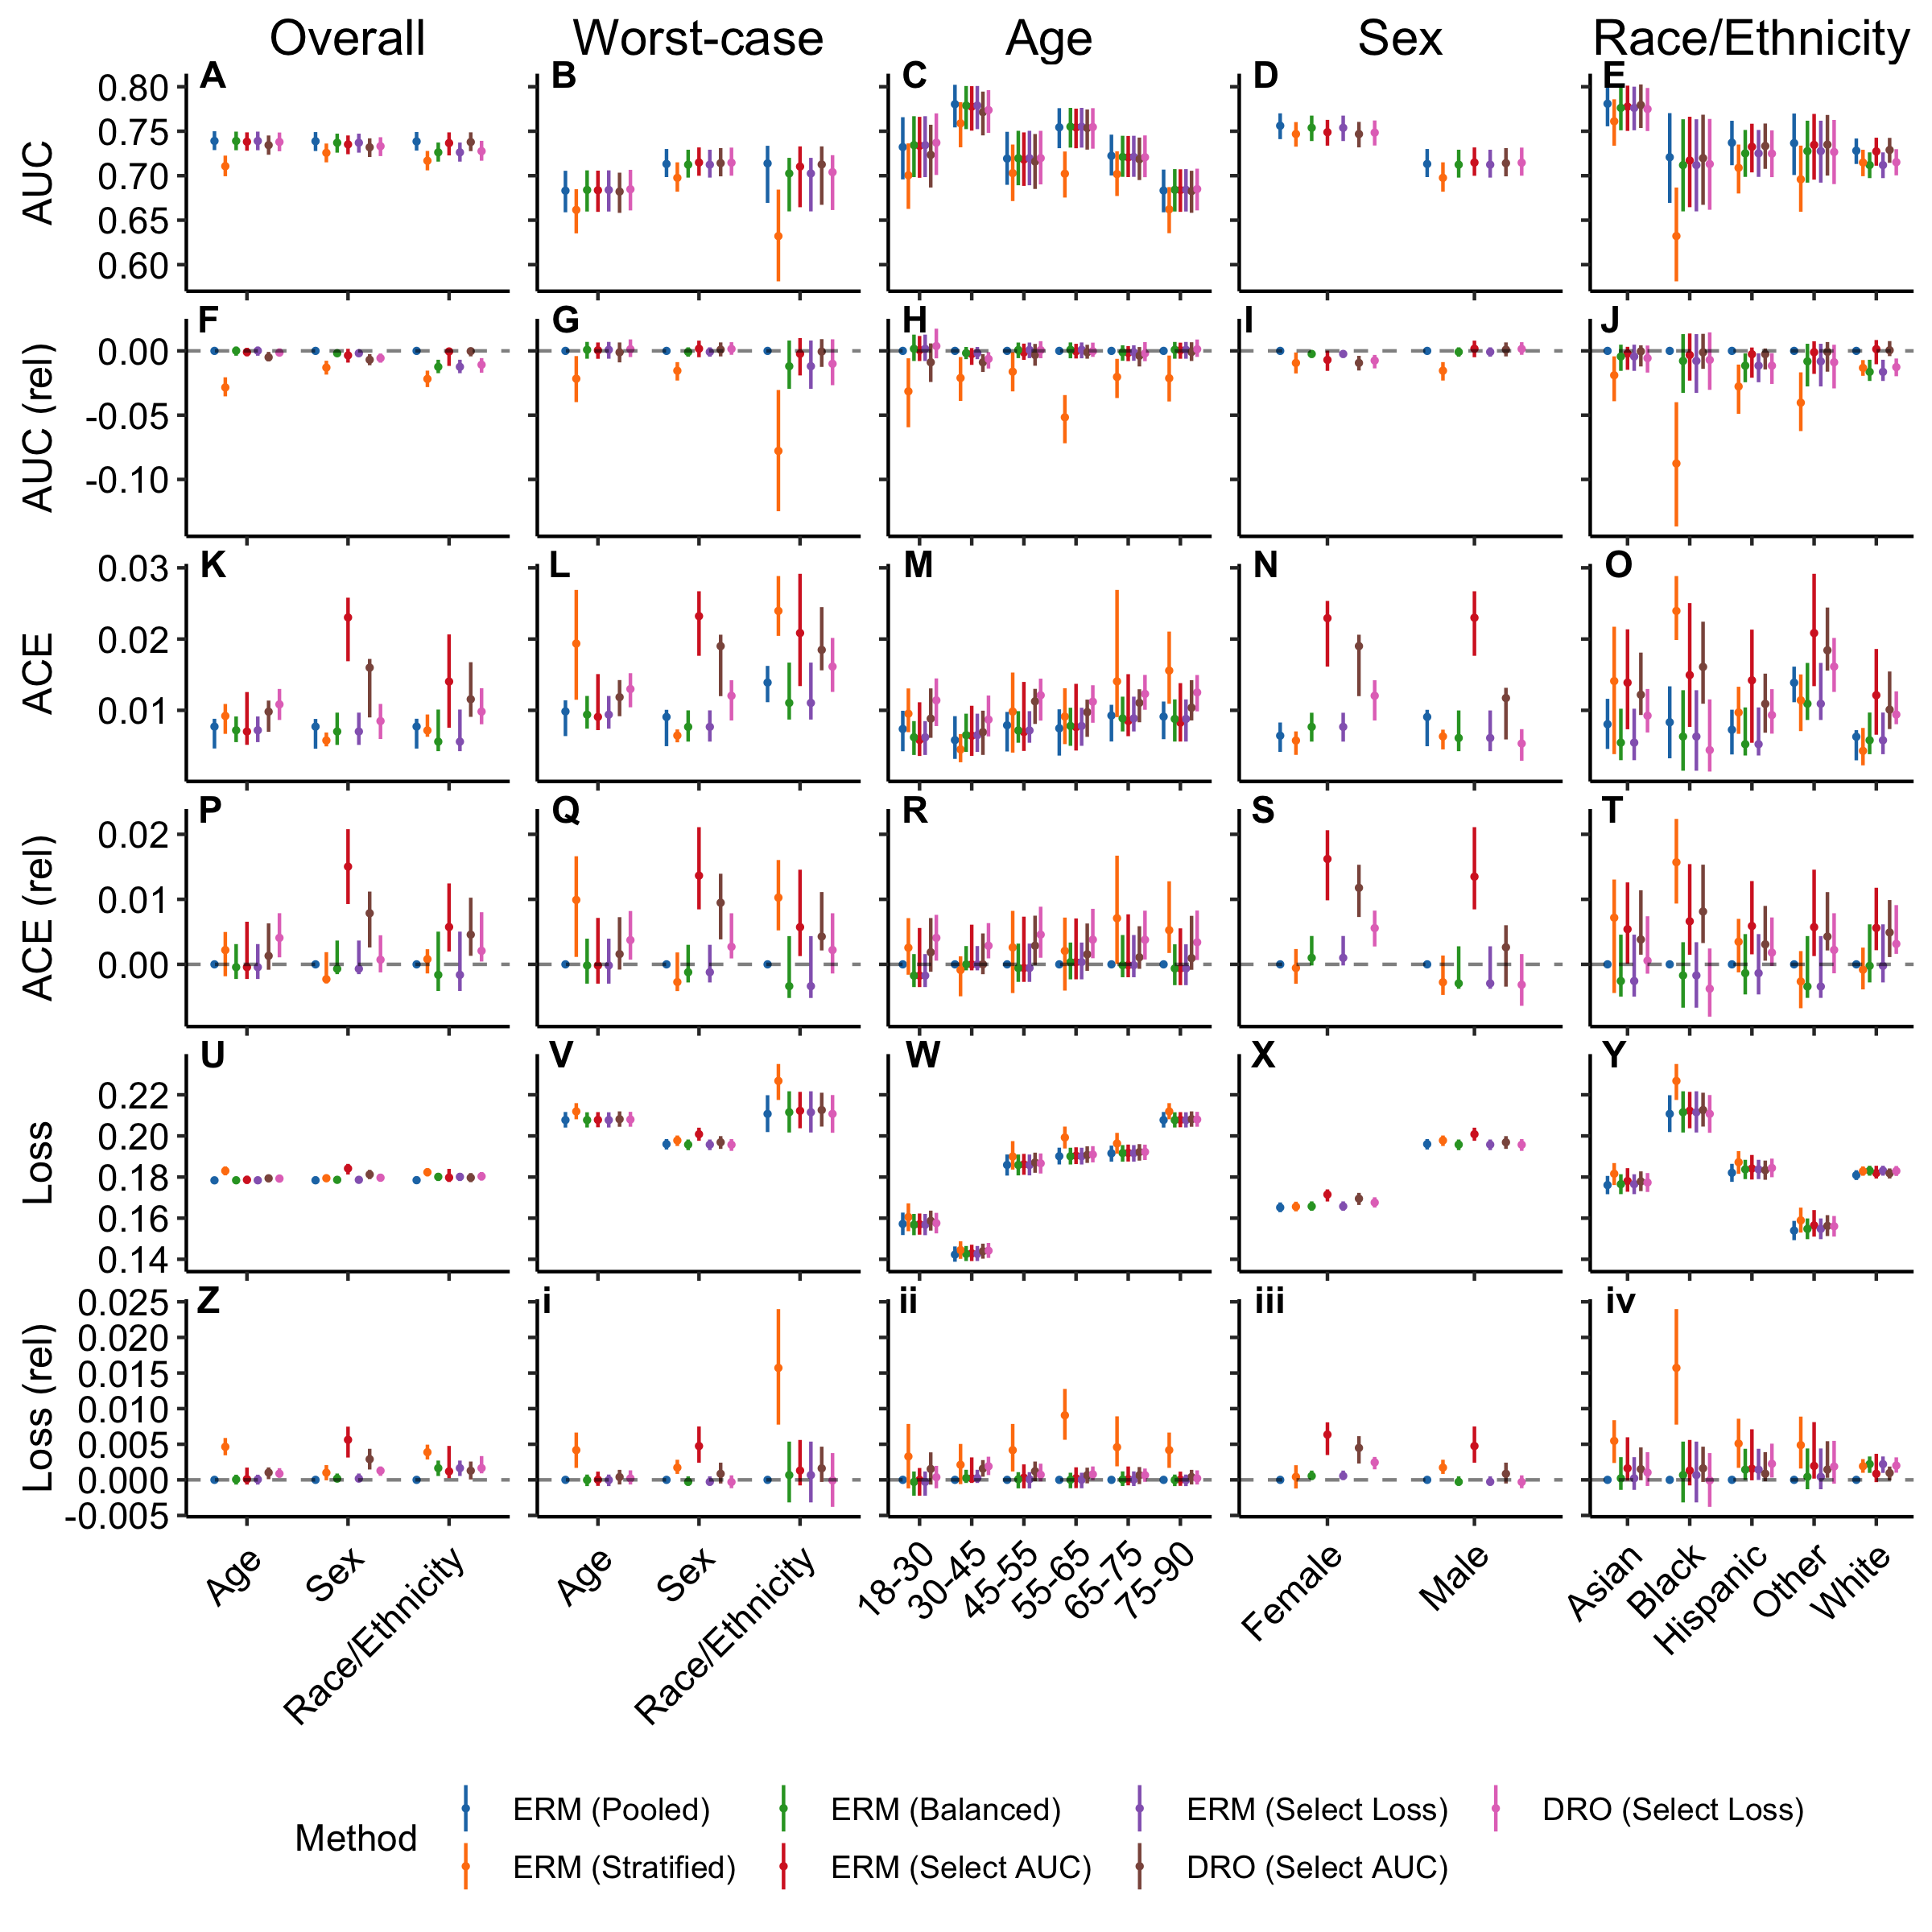 Overall Worst-case Age Sex Race/Ethnicity
A B C D E
AUC
0.80
0.75
0.70
0.65
0.60
F G H I J
AUC (rel)
0.00
-0.05
-0.10
K L M N O
ACE
0.03
0.02
0.01
P Q R S T
ACE (rel)
0.02
0.01
0.00
U V W X Y
Loss
0.22
0.20
0.18
0.16
0.14
Z i ii iii iv
Loss (rel)
0.025
0.020
0.015
0.010
0.005
0.000
-0.005
Age Sex Race/Ethnicity Age Sex Race/Ethnicity 18-30 30-45 45-55 55-65 65-75 75-90 Female Male Asian Black Hispanic Other White
Method
ERM (Pooled) ERM (Balanced) ERM (Select Loss) DRO (Select Loss)
ERM (Stratified) ERM (Select AUC) DRO (Select AUC)